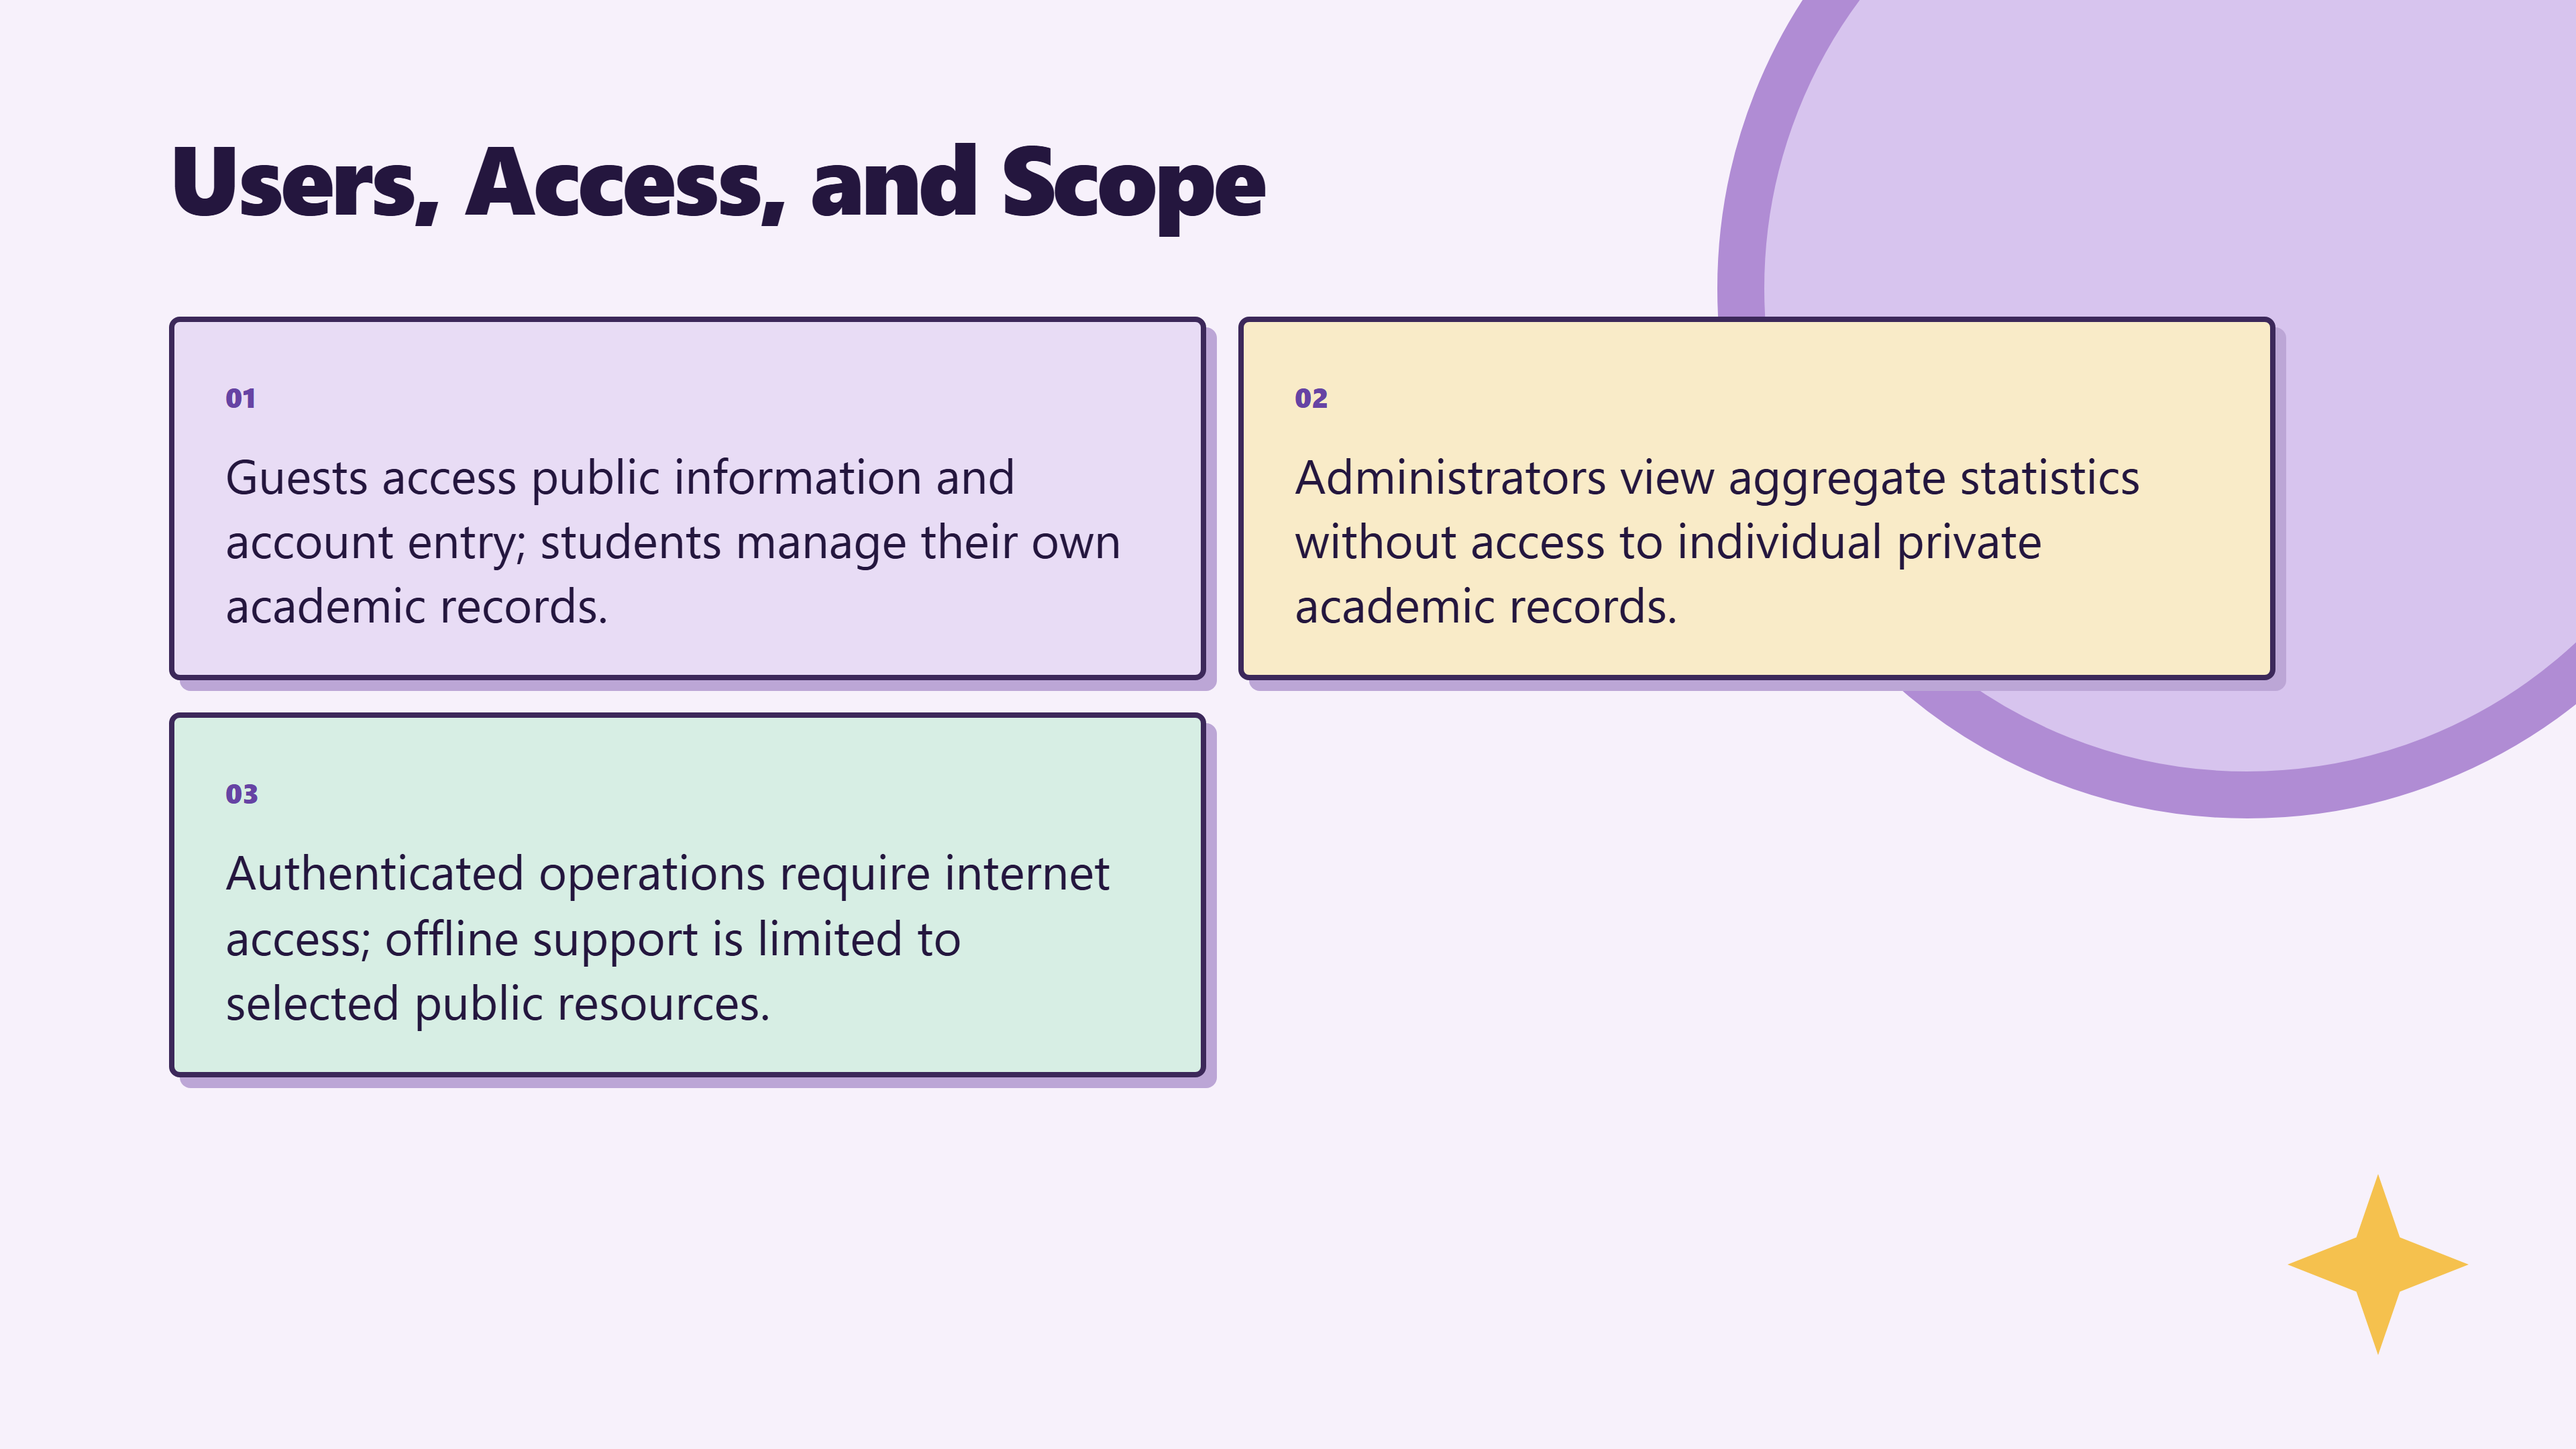 Users, Access, and Scope
01
Guests access public information and
account entry; students manage their own
academic records.
02
Administrators view aggregate statistics
without access to individual private
academic records.
03
Authenticated operations require internet
access; offline support is limited to
selected public resources.